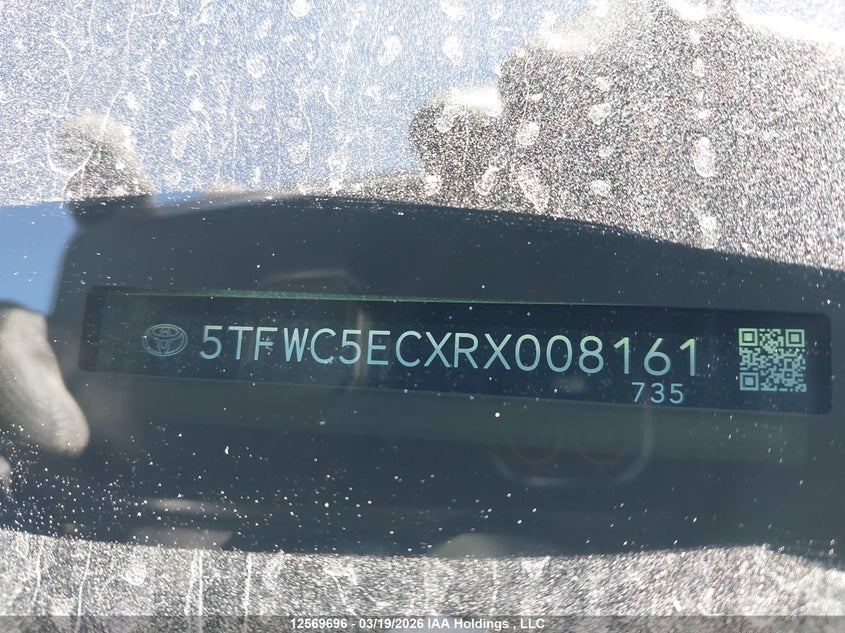 5TFWC5ECXRX008161
735
12569696 - 03/19/2026 IAA Holdings , LLC